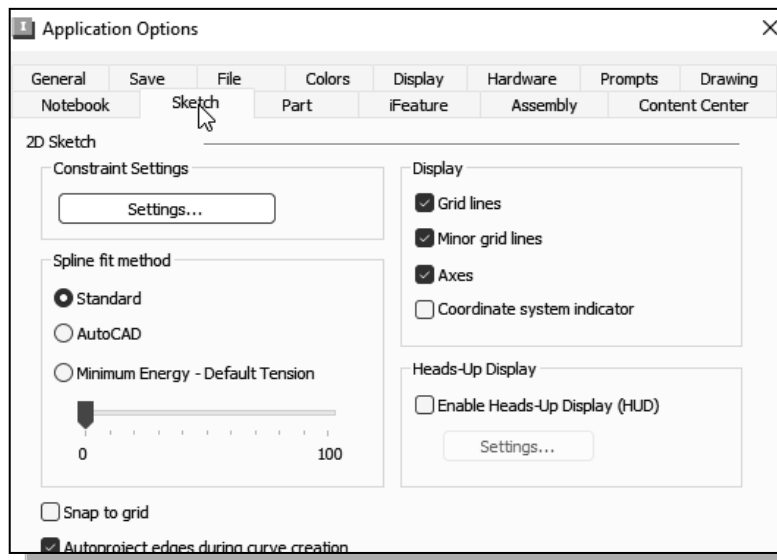 I Application Options
General Save File Colors Display Hardware Prompts Drawing
Notebook Sketch Part iFeature Assembly Content Center
2D Sketch
Constraint Settings
Settings...
Spline fit method
Standard
AutoCAD
Minimum Energy - Default Tension
0 100
Snap to grid
Autoproject edges during curve creation
Display
Grid lines
Minor grid lines
Axes
Coordinate system indicator
Heads-Up Display
Enable Heads-Up Display (HUD)
Settings...